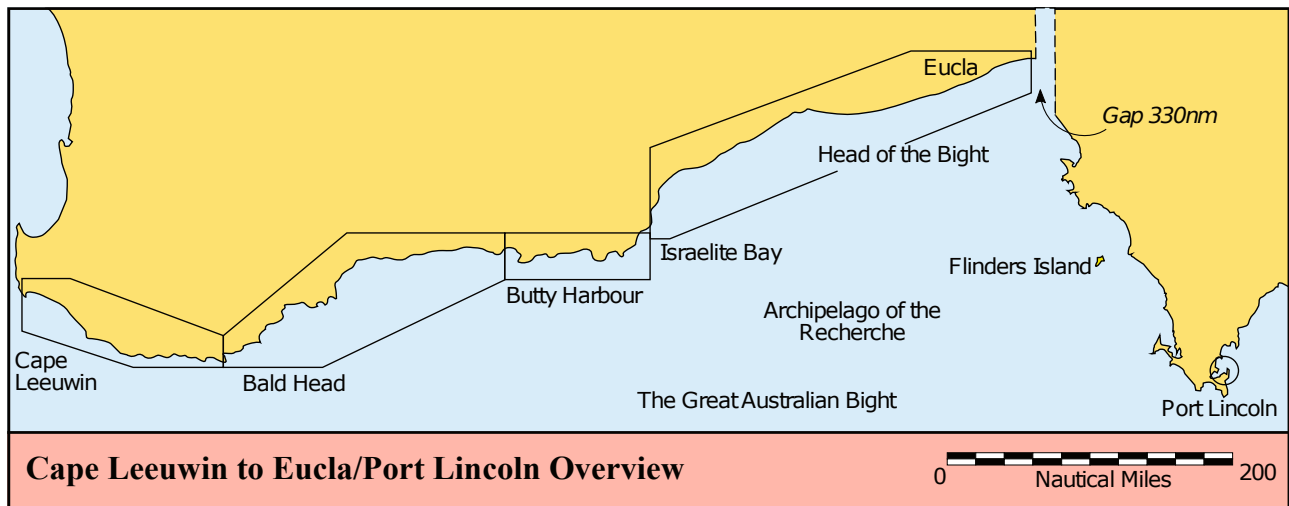 Eucla
Gap 330nm
Head of the Bight
Israelite Bay
Flinders Island
Butty Harbour
Archipelago of the
Recherche
Cape
Leeuwin
Bald Head
The Great Australian Bight
Port Lincoln
Cape Leeuwin to Eucla/Port Lincoln Overview
0
200
Nautical Miles